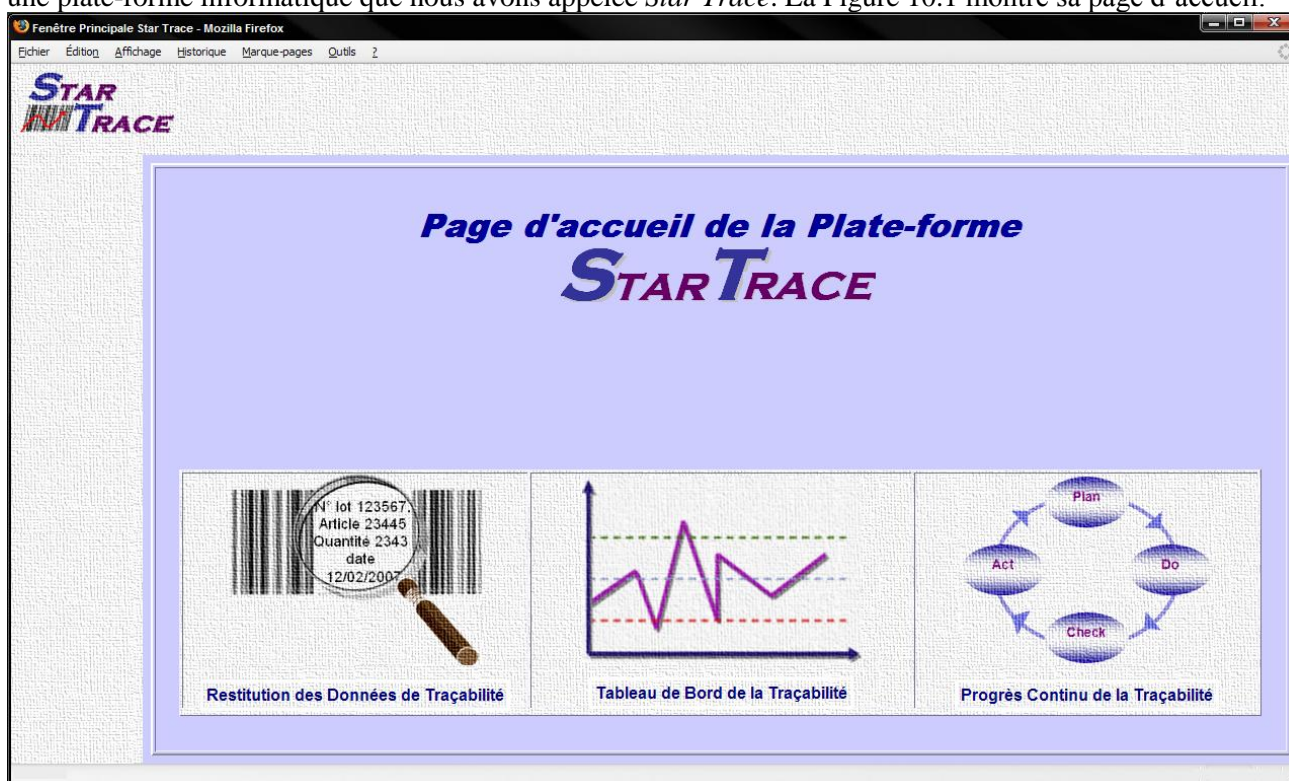 une plate-forme informatique que nous avons appelée Star Trace. La Figure 10.1 montre sa page d'accueil.
Fenêtre Principale Star Trace - Mozilla Firefox
Fichier Édition Affichage Historique Marque-pages Outils ?
STAR
TRACE
Page d'accueil de la Plate-forme
STAR TRACE
N° lot 123567.
Article 23445
Quantité 2343
date
12/02/2007
Restitution des Données de Traçabilité
Tableau de Bord de la Traçabilité
Plan
Act
Do
Check
Progrès Continu de la Traçabilité